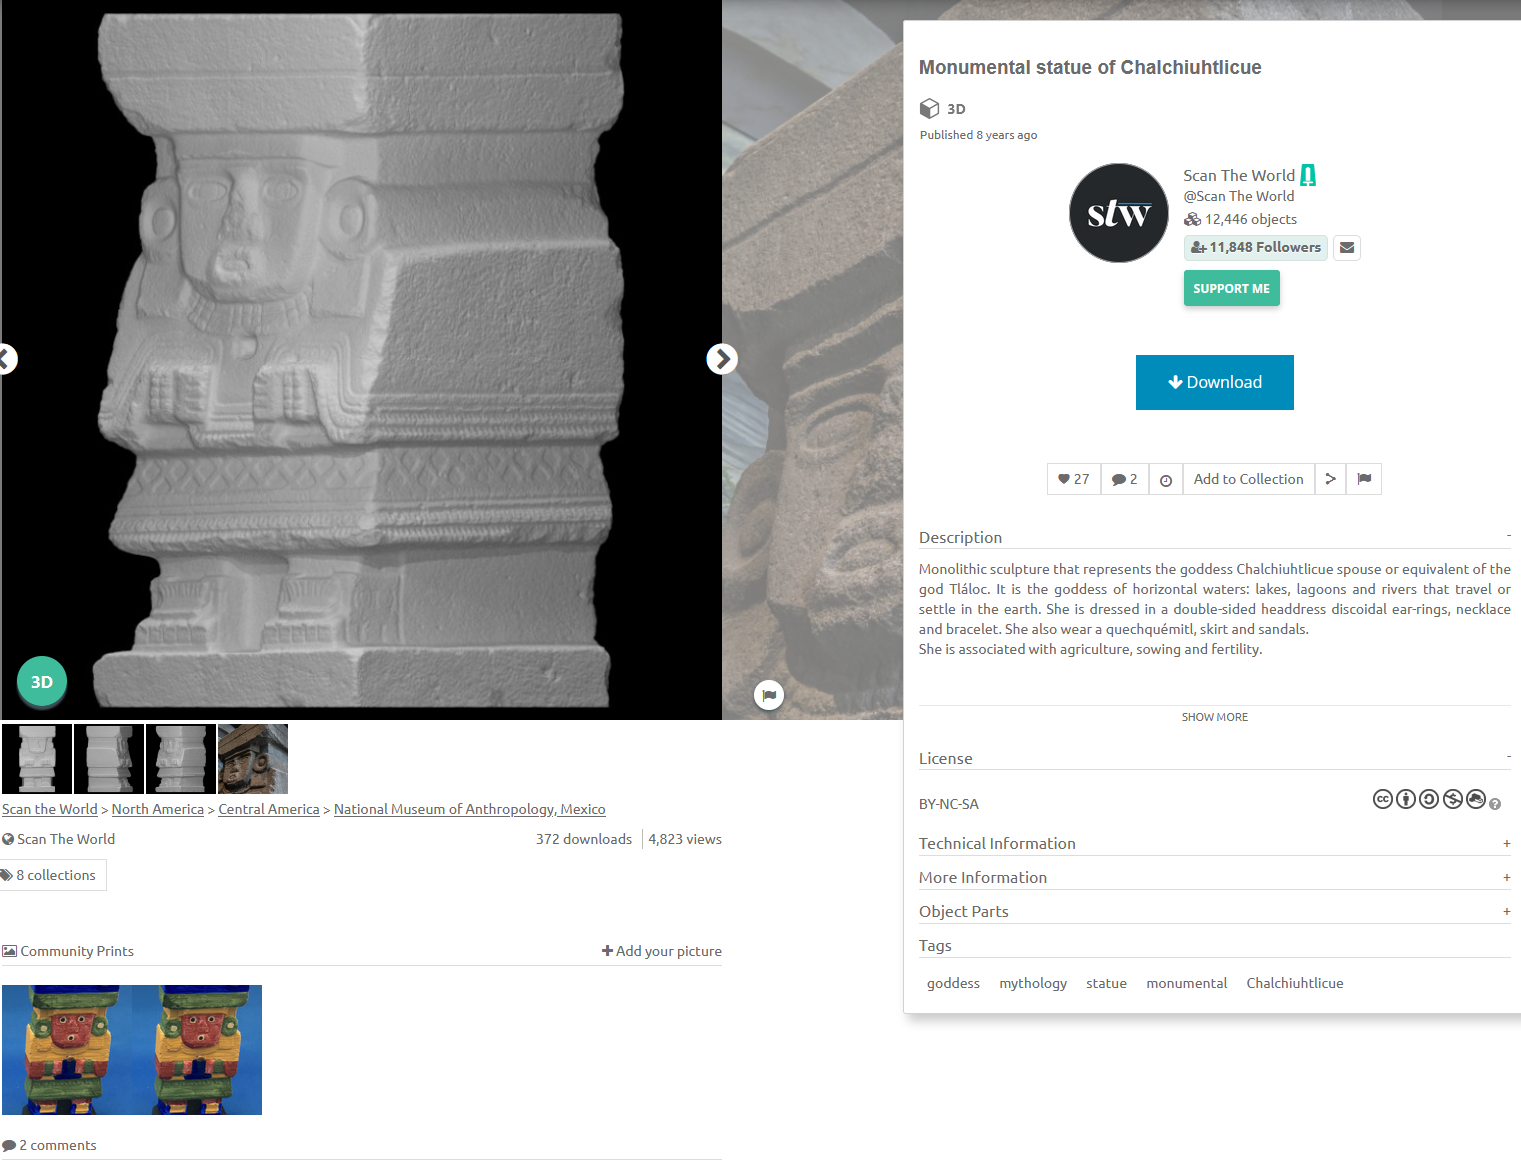 Monumental statue of Chalchiuhtlicue
3D
Published 8 years ago
stw
Scan The World
@Scan The World
12,446 objects
11,848 Followers
SUPPORT ME
Download
27
2
Add to Collection
Description
-
Monolithic sculpture that represents the goddess Chalchiuhtlicue spouse or equivalent of the
god Tláloc. It is the goddess of horizontal waters: lakes, lagoons and rivers that travel or
settle in the earth. She is dressed in a double-sided headdress discoidal ear-rings, necklace
and bracelet. She also wear a quechquémitl, skirt and sandals.
She is associated with agriculture, sowing and fertility.
SHOW MORE
License
-
BY-NC-SA
cc
?
Technical Information
+
More Information
+
Object Parts
+
Tags
goddess mythology statue monumental Chalchiuhtlicue
3D
Scan the World > North America > Central America > National Museum of Anthropology, Mexico
Scan The World
372 downloads
4,823 views
8 collections
Community Prints
+ Add your picture
2 comments